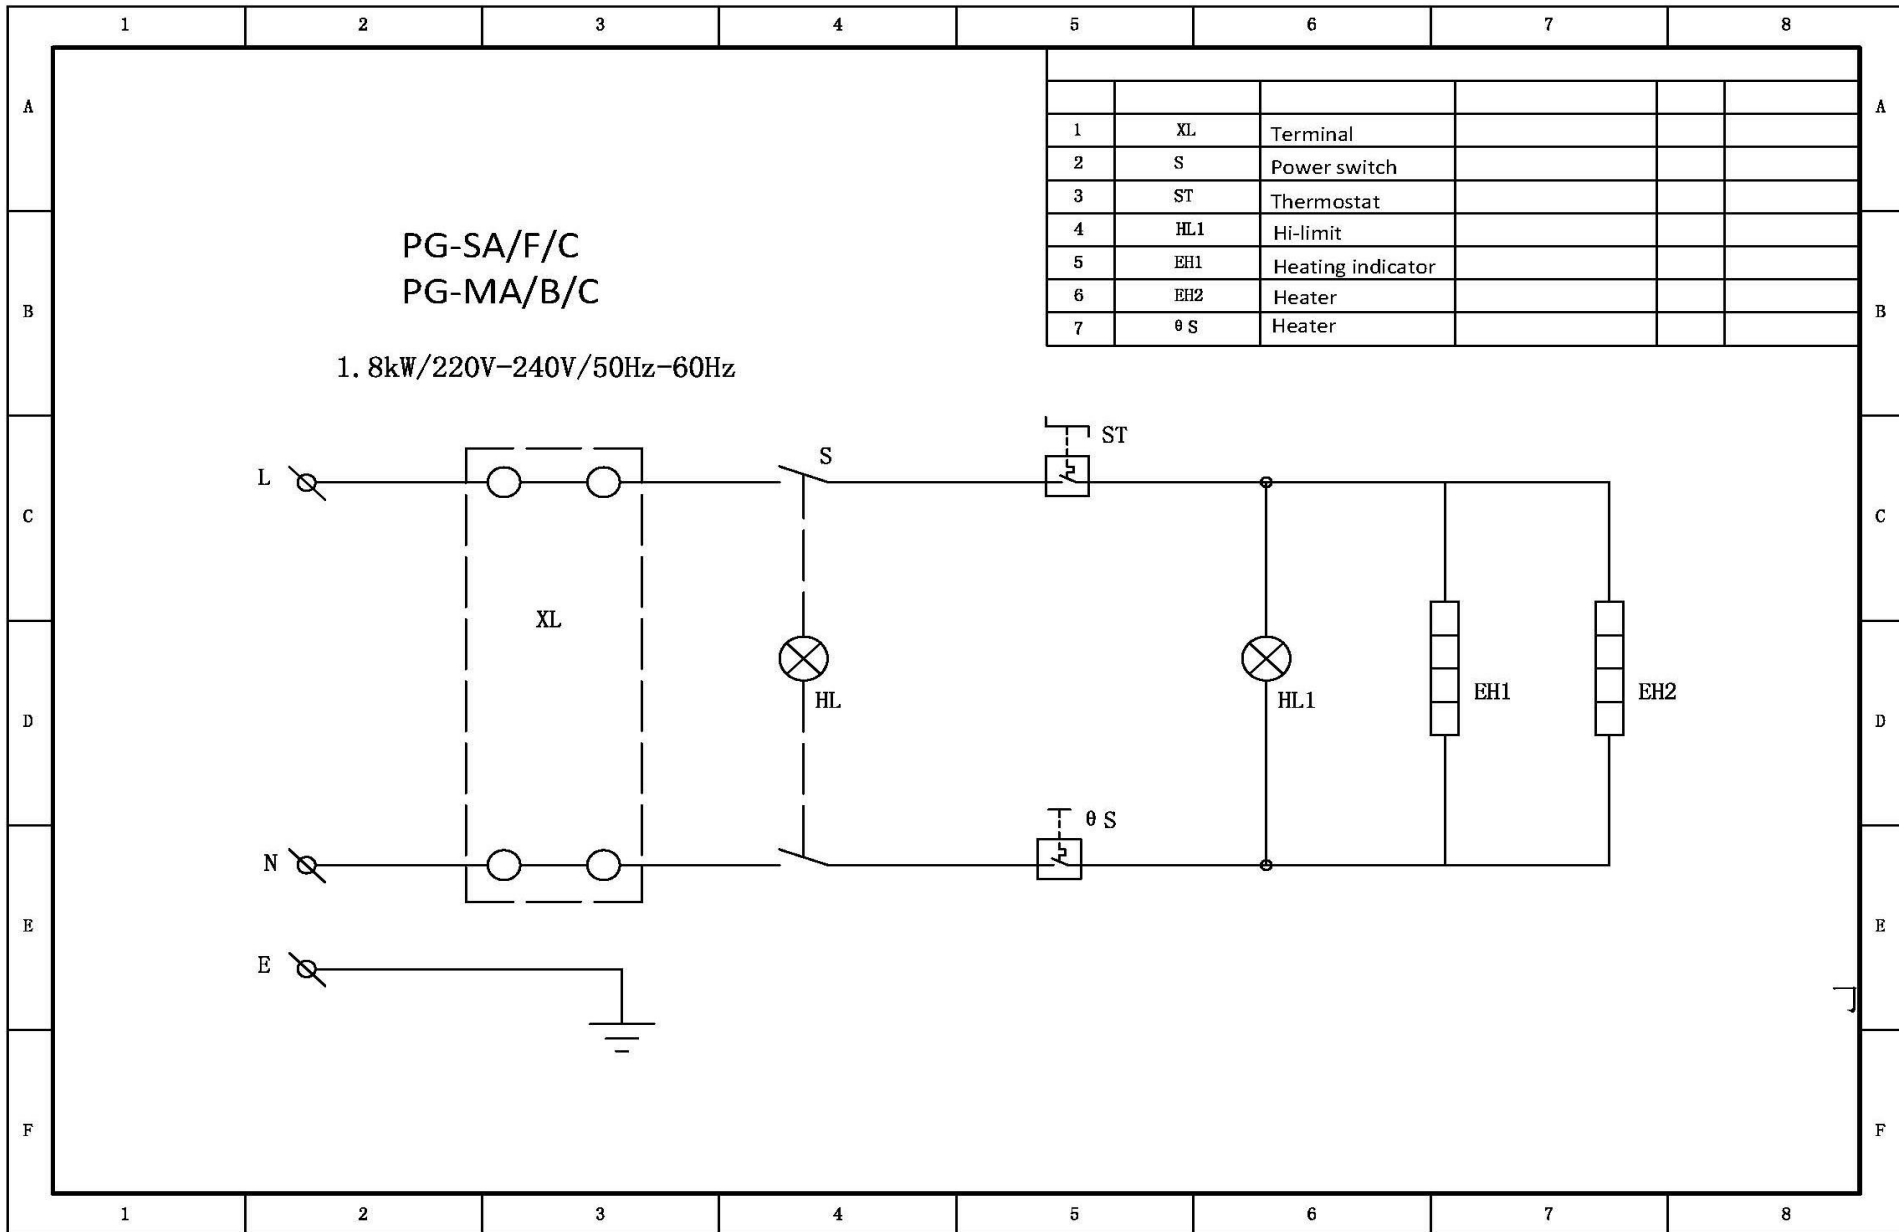 1 2 3 4 5 6 7 8
A A
1 XL Terminal
2 S Power switch
3 ST Thermostat
4 HL1 Hi-limit
5 EH1 Heating indicator
6 EH2 Heater
7 θ S Heater
PG-SA/F/C
PG-MA/B/C
B B
1.8kW/220V-240V/50Hz-60Hz
ST
S
L
C C
XL
HL HL1 EH1 EH2
D D
θ S
N
E E
E
F F
1 2 3 4 5 6 7 8